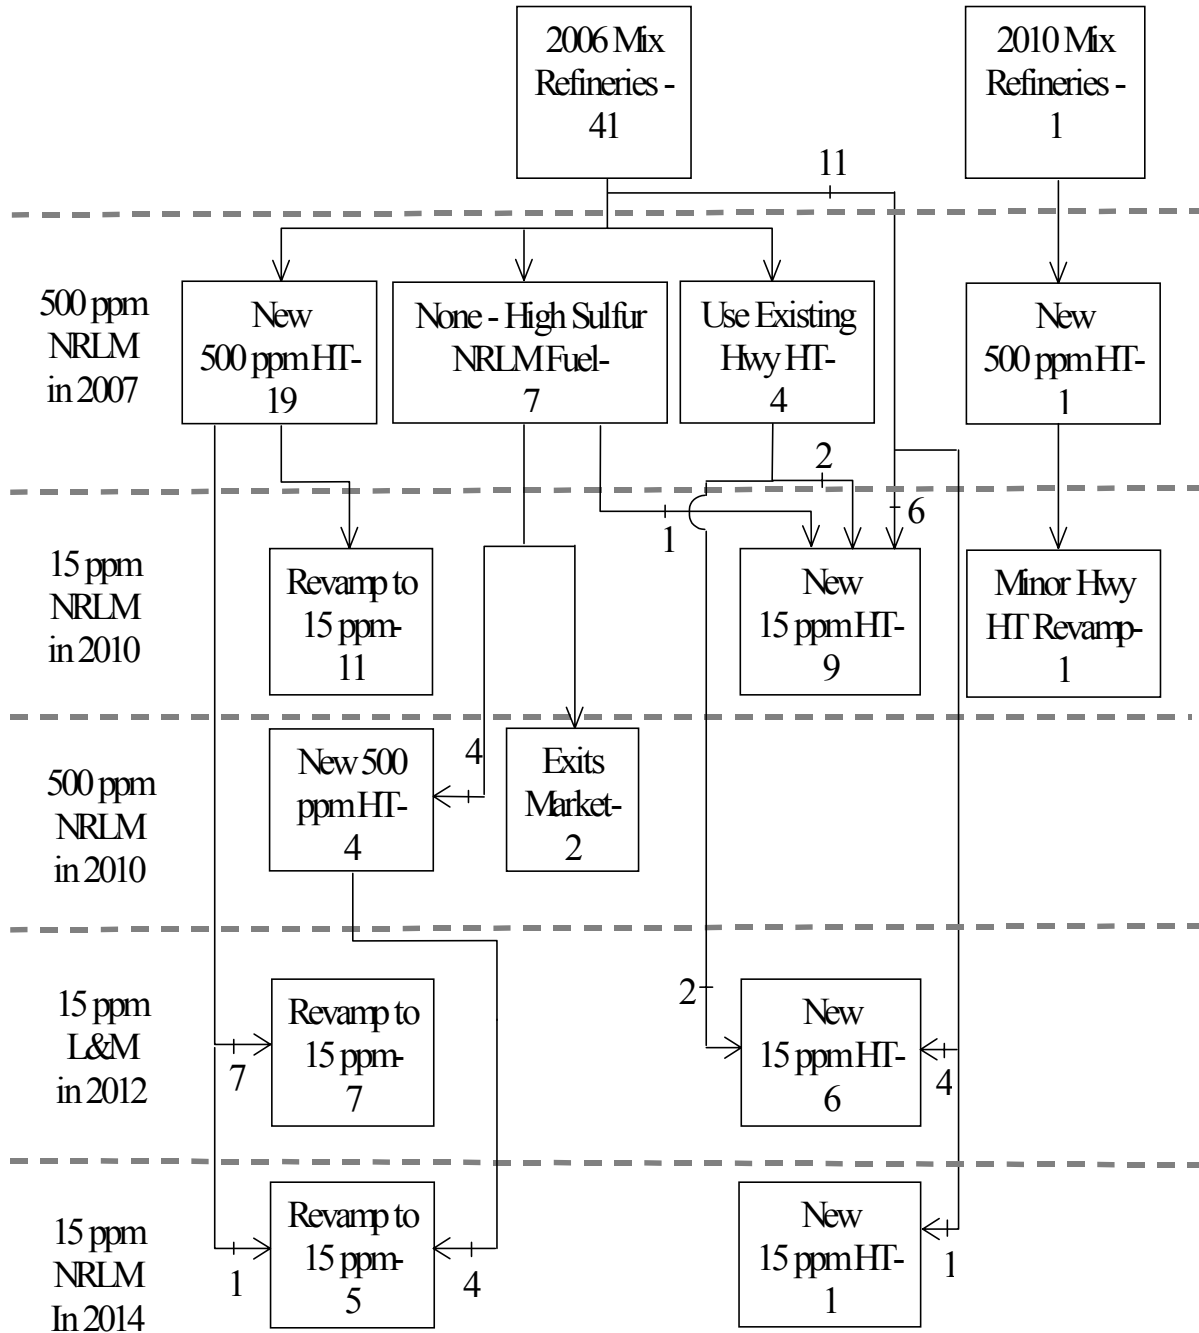 2006 Mix
Refineries -
41
2010 Mix
Refineries -
1
11
500 ppm
NRLM
in 2007
New
500 ppm HT-
19
None - High Sulfur
NRLM Fuel-
7
Use Existing
Hwy HT-
4
New
500 ppm HT-
1
2
1
6
15 ppm
NRLM
in 2010
Revamp to
15 ppm-
11
New
15 ppm HT-
9
Minor Hwy
HT Revamp-
1
500 ppm
NRLM
in 2010
New 500
ppm HT-
4
4
Exits
Market-
2
15 ppm
L&M
in 2012
7
Revamp to
15 ppm-
7
2
New
15 ppm HT-
6
4
15 ppm
NRLM
In 2014
1
Revamp to
15 ppm-
5
4
New
15 ppm HT-
1
1